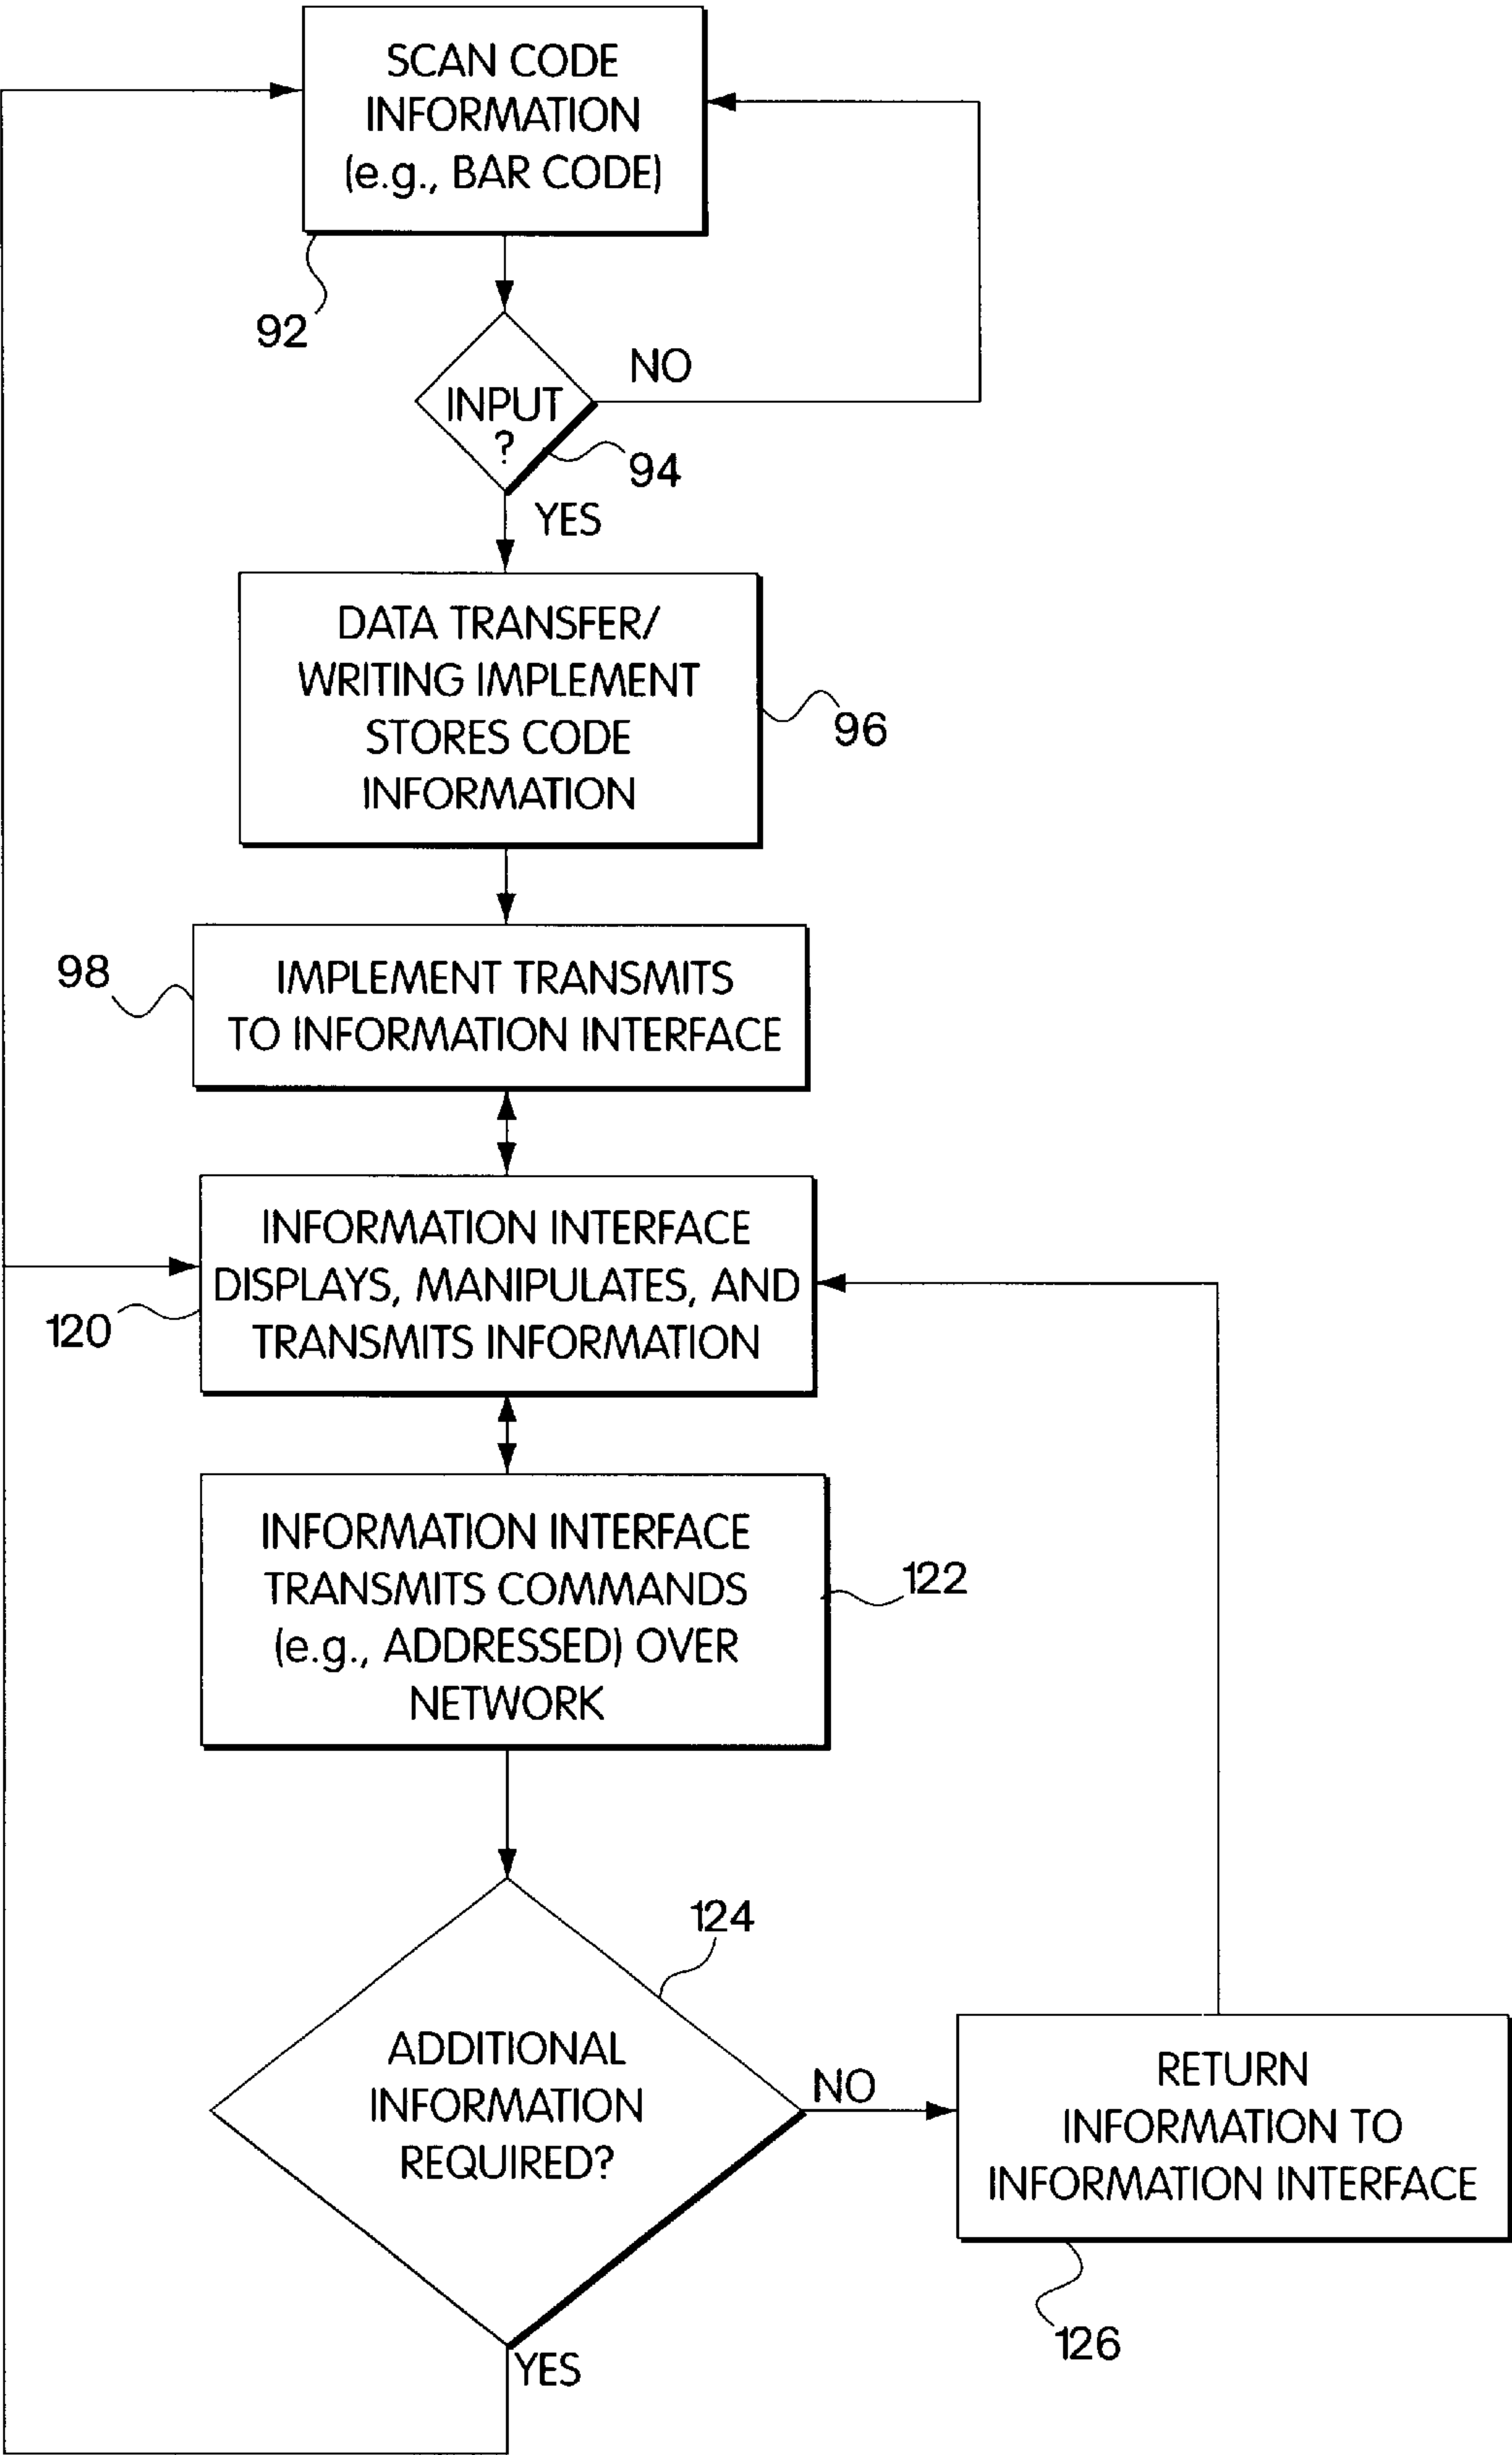 SCAN CODE
INFORMATION
(e.g., BAR CODE)
92
NO
INPUT
?
94
YES
DATA TRANSFER/
WRITING IMPLEMENT
STORES CODE
INFORMATION
96
98
IMPLEMENT TRANSMITS
TO INFORMATION INTERFACE
INFORMATION INTERFACE
DISPLAYS, MANIPULATES, AND
TRANSMITS INFORMATION
120
INFORMATION INTERFACE
TRANSMITS COMMANDS
(e.g., ADDRESSED) OVER
NETWORK
122
124
ADDITIONAL
INFORMATION
REQUIRED?
NO
RETURN
INFORMATION TO
INFORMATION INTERFACE
126
YES